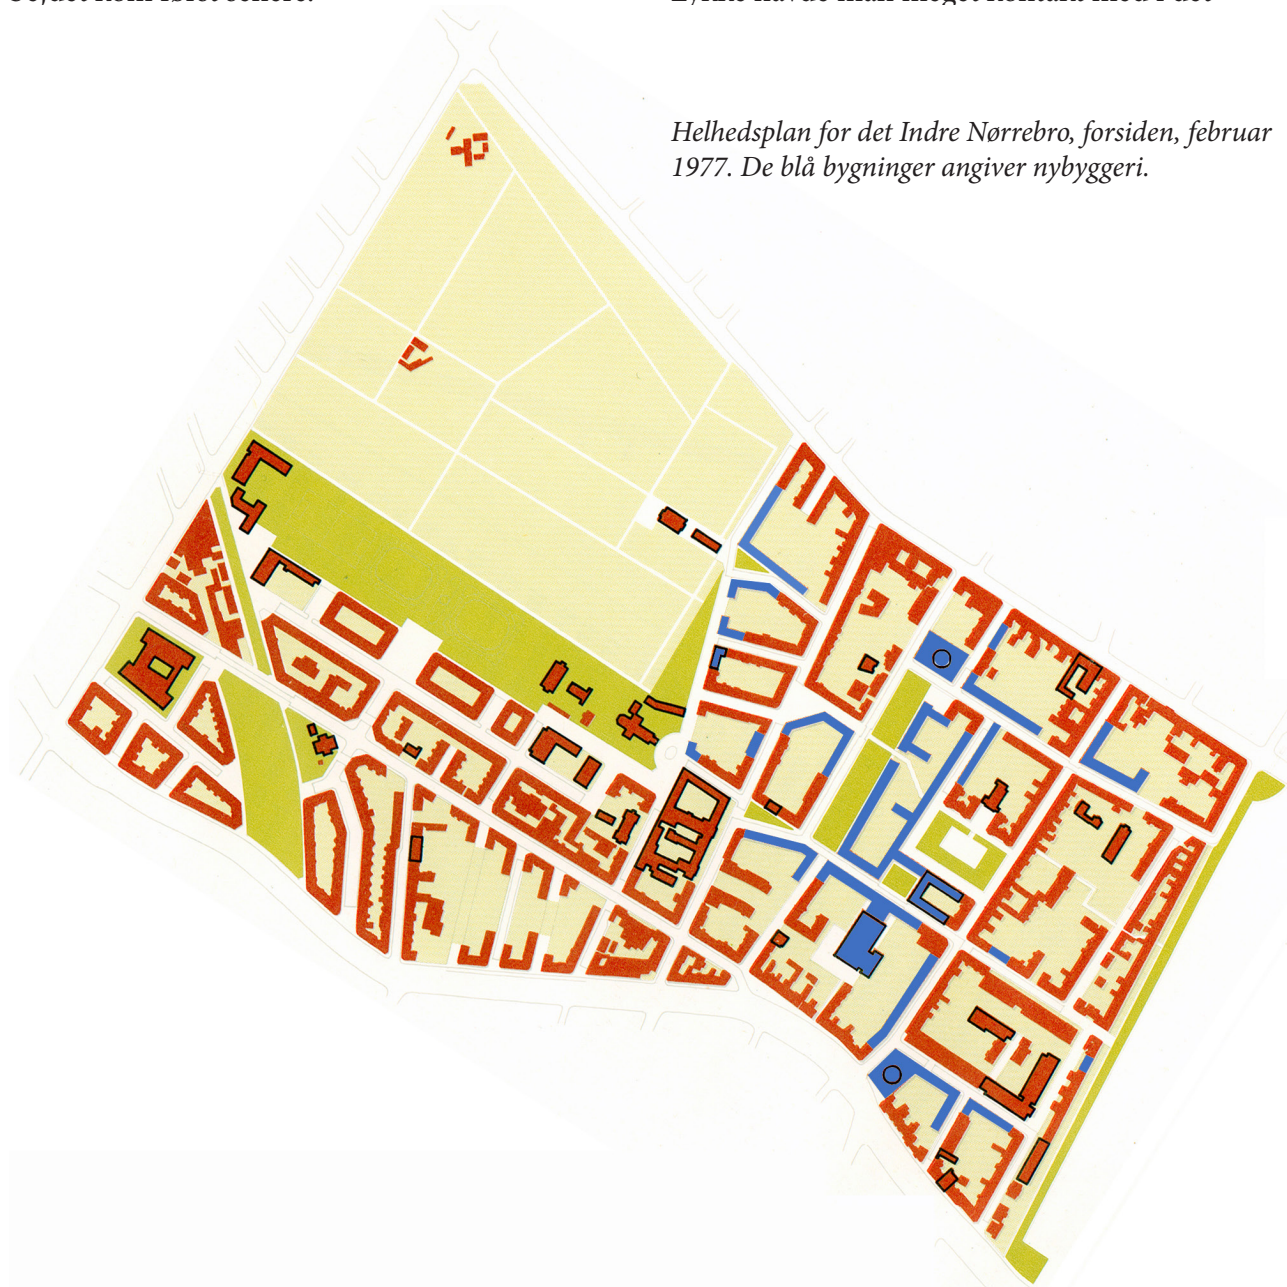 Helhedsplan for det Indre Nørrebro, forsiden, februar
1977. De blå bygninger angiver nybyggeri.